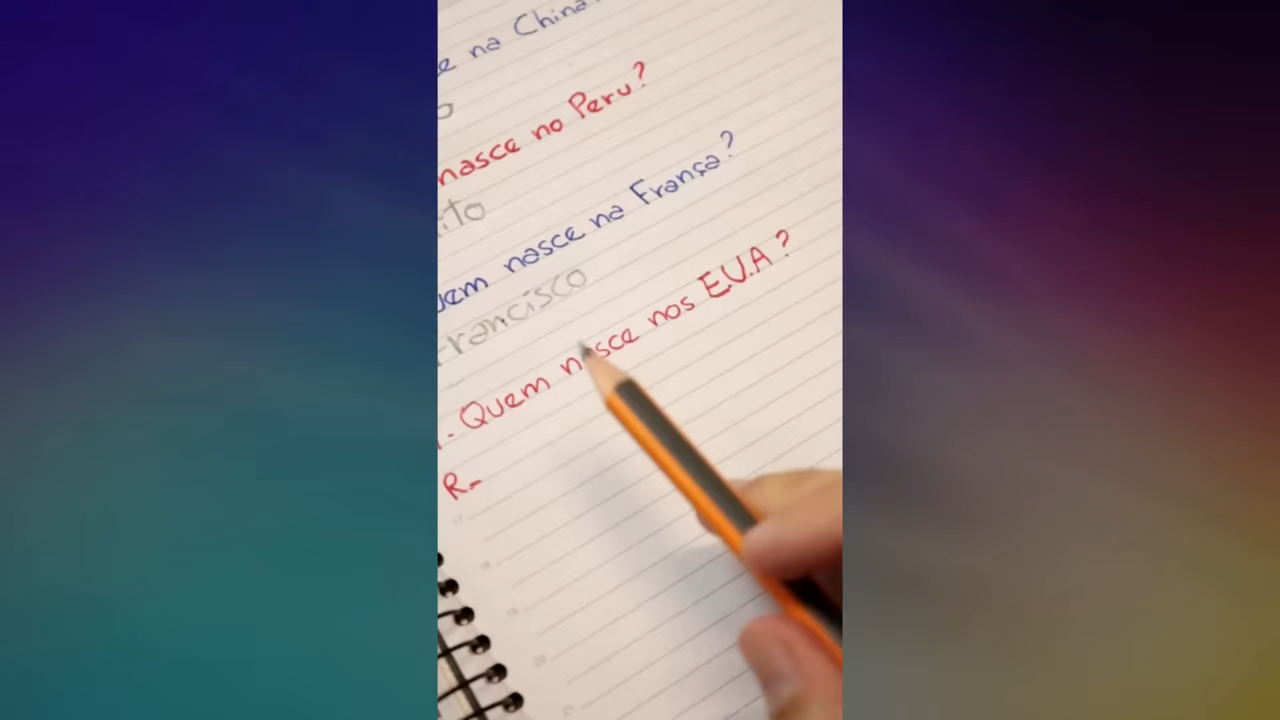 e na China?
o
nasce no Peru?
ito
uem nasce na França?
rancisco
. Quem nasce nos E.U.A?
R-